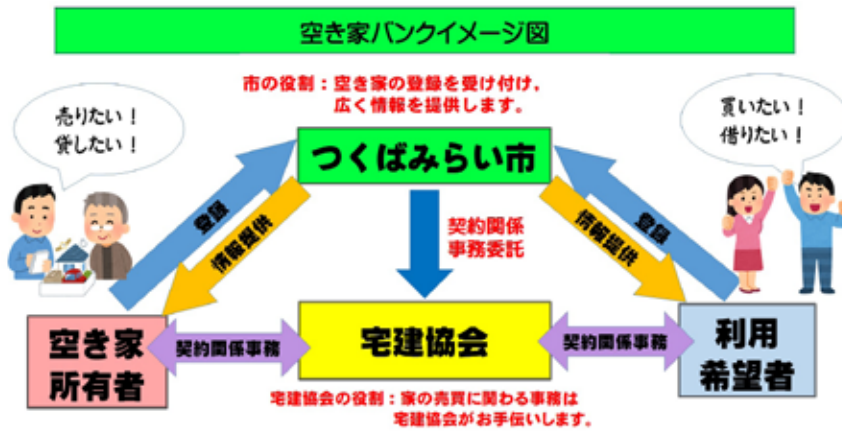 空き家バンクイメージ図
市の役割：空き家の登録を受け付け，
広く情報を提供します。
売りたい！
貸したい！
買いたい！
借りたい！
つくばみらい市
登録
情報提供
契約関係
事務委託
情報提供
登録
空き家
所有者
契約関係事務
宅建協会
契約関係事務
利用
希望者
宅建協会の役割：家の売買に関わる事務は
宅建協会がお手伝いします。